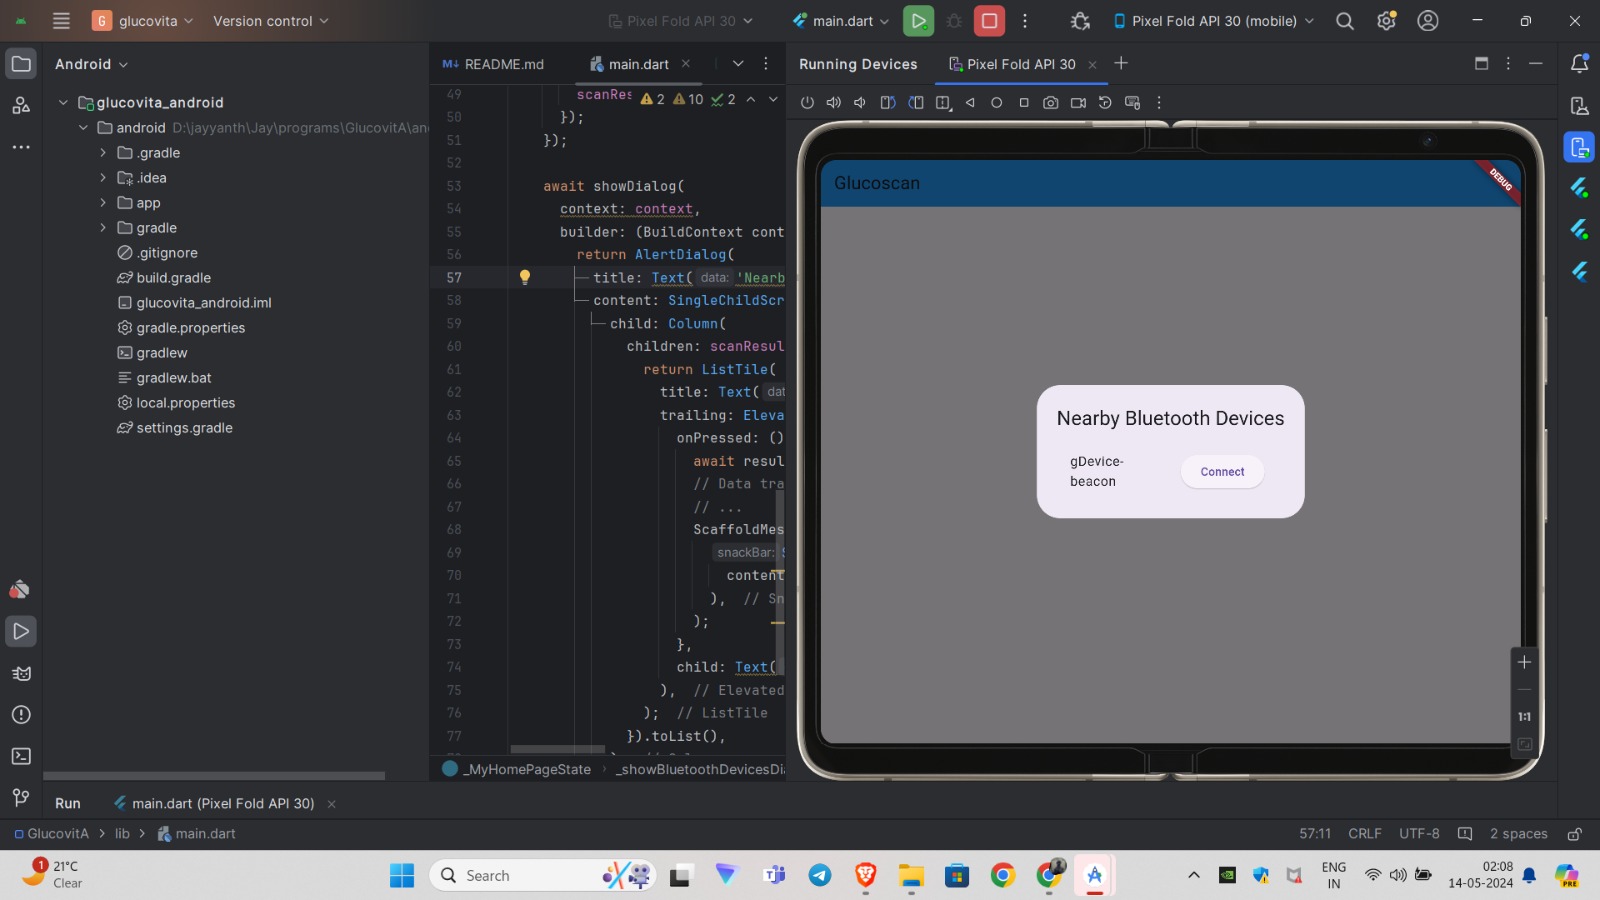 G glucovita
Version control
Pixel Fold API 30
main.dart
Pixel Fold API 30 (mobile)
Android
glucovita_android
android D:\jayyanth\Jay\programs\GlucovitA\an
.gradle
.idea
app
gradle
.gitignore
build.gradle
glucovita_android.iml
gradle.properties
gradlew
gradlew.bat
local.properties
settings.gradle
M↓ README.md
main.dart
2 10 2
49 scanRes
50 });
51 });
52
53 await showDialog(
54 context: context,
55 builder: (BuildContext cont
56 return AlertDialog(
57 title: Text( data: 'Nearb
58 content: SingleChildScr
59 child: Column(
60 children: scanResul
61 return ListTile(
62 title: Text( dat
63 trailing: Eleva
64 onPressed: ()
65 await resul
66 // Data tra
67 // ...
68 ScaffoldMes
69 snackBar: S
70 content
71 ), // Sn
72 );
73 },
74 child: Text(
75 ), // Elevated
76 ); // ListTile
77 }).toList(),
_MyHomePageState
_showBluetoothDevicesDi
Running Devices
Pixel Fold API 30
Glucoscan
DEBUG
Nearby Bluetooth Devices
gDevice-
beacon
Connect
1:1
Run
main.dart (Pixel Fold API 30)
GlucovitA
lib
main.dart
57:11 CRLF UTF-8 2 spaces
1
21°C
Clear
Search
ENG
IN
02:08
14-05-2024
PRE